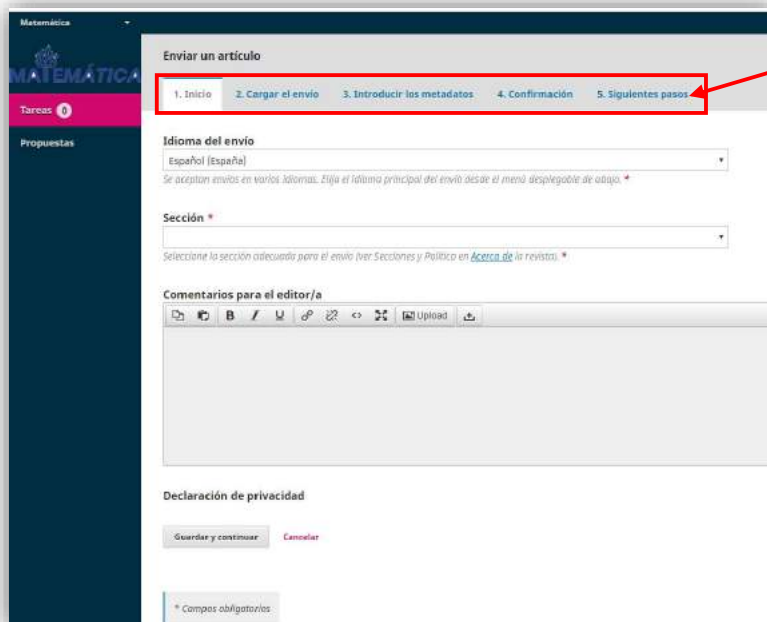 Matemática
MATEMÁTICA
Tareas 0
Propuestas
Enviar un artículo
1. Inicio 2. Cargar el envío 3. Introducir los metadatos 4. Confirmación 5. Siguientes pasos
Idioma del envío
Español (España)
Se aceptan envíos en varios idiomas. Elija el idioma principal del envío desde el menú desplegable de abajo. *
Sección *
Seleccione la sección adecuada para el envío (ver Secciones y Política en Acerca de la revista). *
Comentarios para el editor/a
B I U Upload
Declaración de privacidad
Guardar y continuar Cancelar
* Campos obligatorios